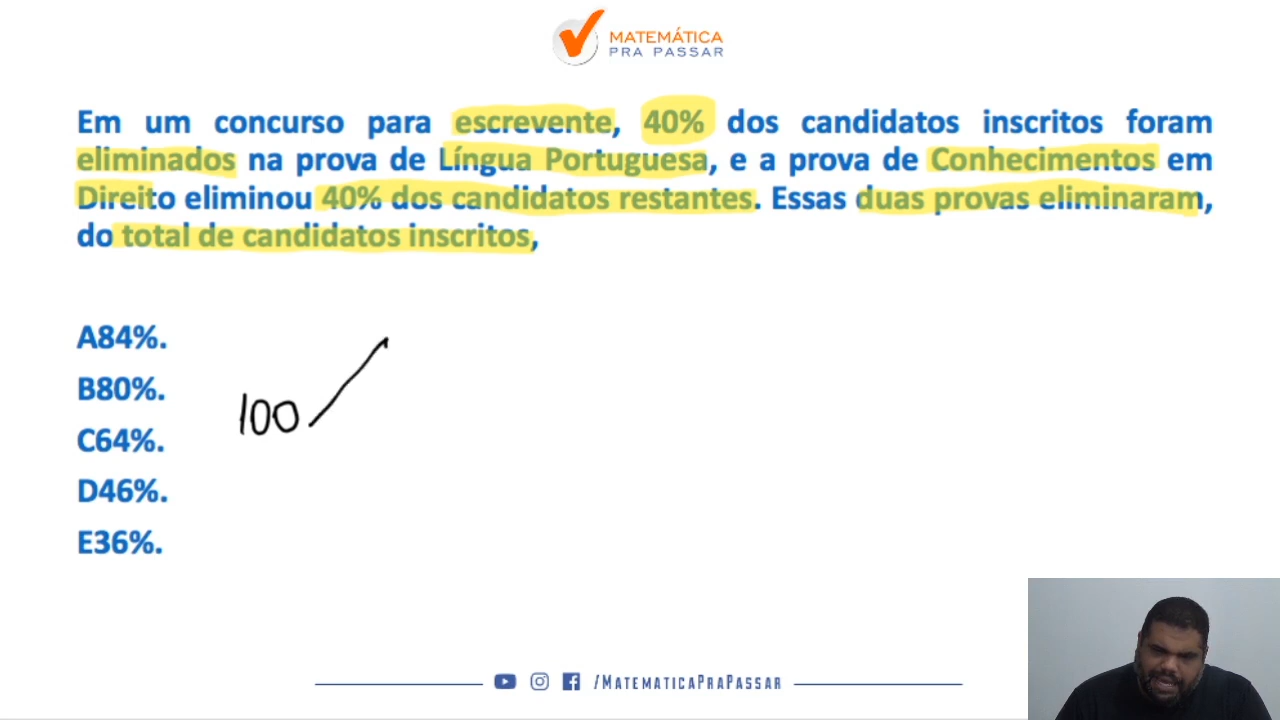 MATEMÁTICA
PRA PASSAR
Em um concurso para escrevente, 40% dos candidatos inscritos foram
eliminados na prova de Língua Portuguesa, e a prova de Conhecimentos em
Direito eliminou 40% dos candidatos restantes. Essas duas provas eliminaram,
do total de candidatos inscritos,
A84%.
B80%.
C64%.
D46%.
E36%.
100
/MATEMATICAPRAPASSAR